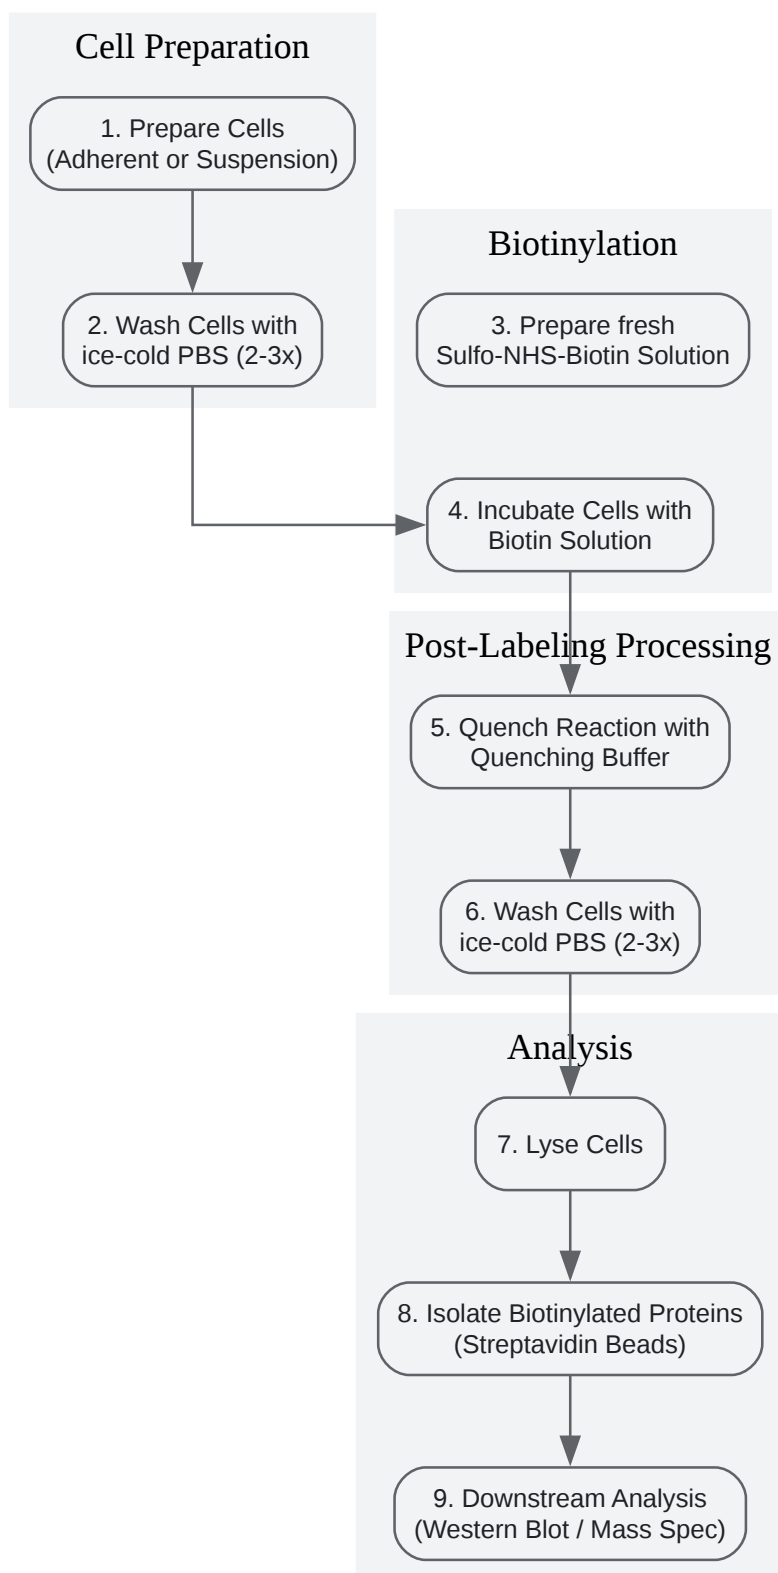 Cell Preparation
1. Prepare Cells
(Adherent or Suspension)
2. Wash Cells with
ice-cold PBS (2-3x)
Biotinylation
3. Prepare fresh
Sulfo-NHS-Biotin Solution
4. Incubate Cells with
Biotin Solution
Post-Labeling Processing
5. Quench Reaction with
Quenching Buffer
6. Wash Cells with
ice-cold PBS (2-3x)
Analysis
7. Lyse Cells
8. Isolate Biotinylated Proteins
(Streptavidin Beads)
9. Downstream Analysis
(Western Blot / Mass Spec)